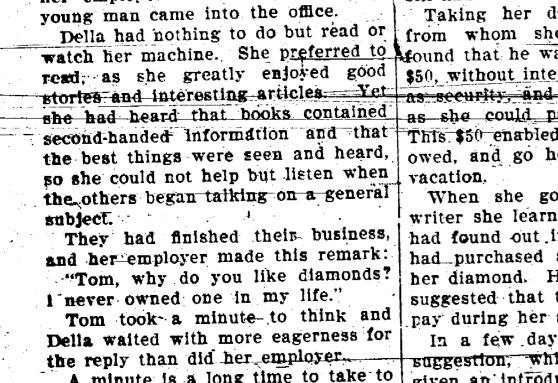 young man came into the office.
Della had nothing to do but read or
watch her machine. She preferred to
read, as she greatly enjoyed good
stories and interesting articles. Yet
she had heard that books contained
second-handed information and that
the best things were seen and heard,
so she could not help but listen when
the others began talking on a general
subject.
They had finished their business,
and her employer made this remark:
"Tom, why do you like diamonds?
I never owned one in my life."
Tom took a minute to think and
Della waited with more eagerness for
the reply than did her employer.
A minute is a long time to take to
Taking her
from whom she
found that he
$50, without
as security, and
as she could
This $50 enabled
owed, and go
vacation.
When she
writer she
had found out
had purchased
her diamond.
suggested that
pay during her
In a few
suggestion,
given an